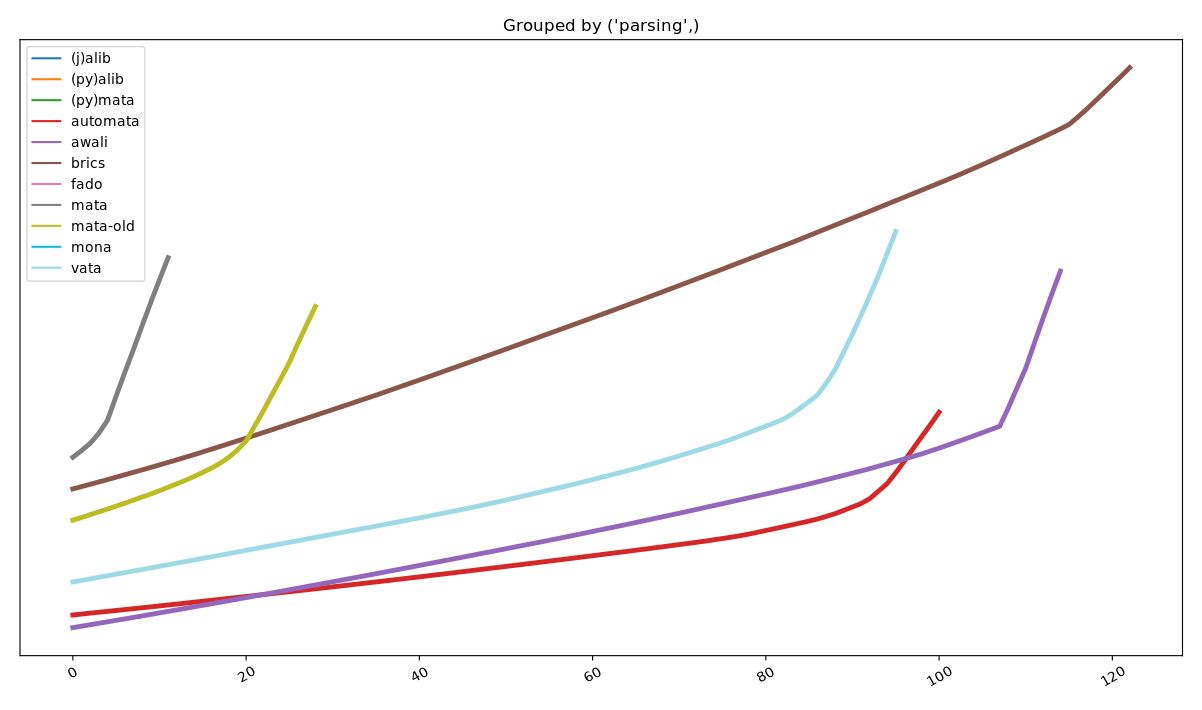 Grouped by ('parsing',)
(j)alib
(py)alib
(py)mata
automata
awali
brics
fado
mata
mata-old
mona
vata
0
20
40
60
80
100
120